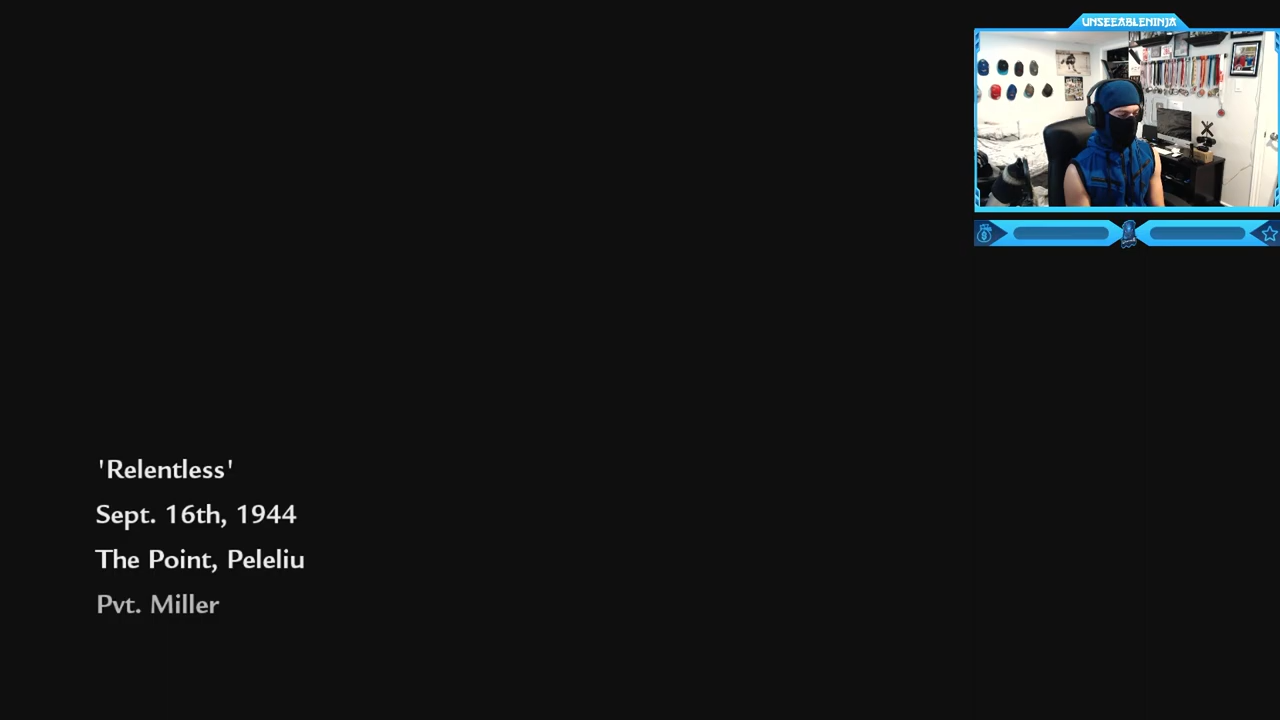 UNSEEABLENINJA
'Relentless'
Sept. 16th, 1944
The Point, Peleliu
Pvt. Miller